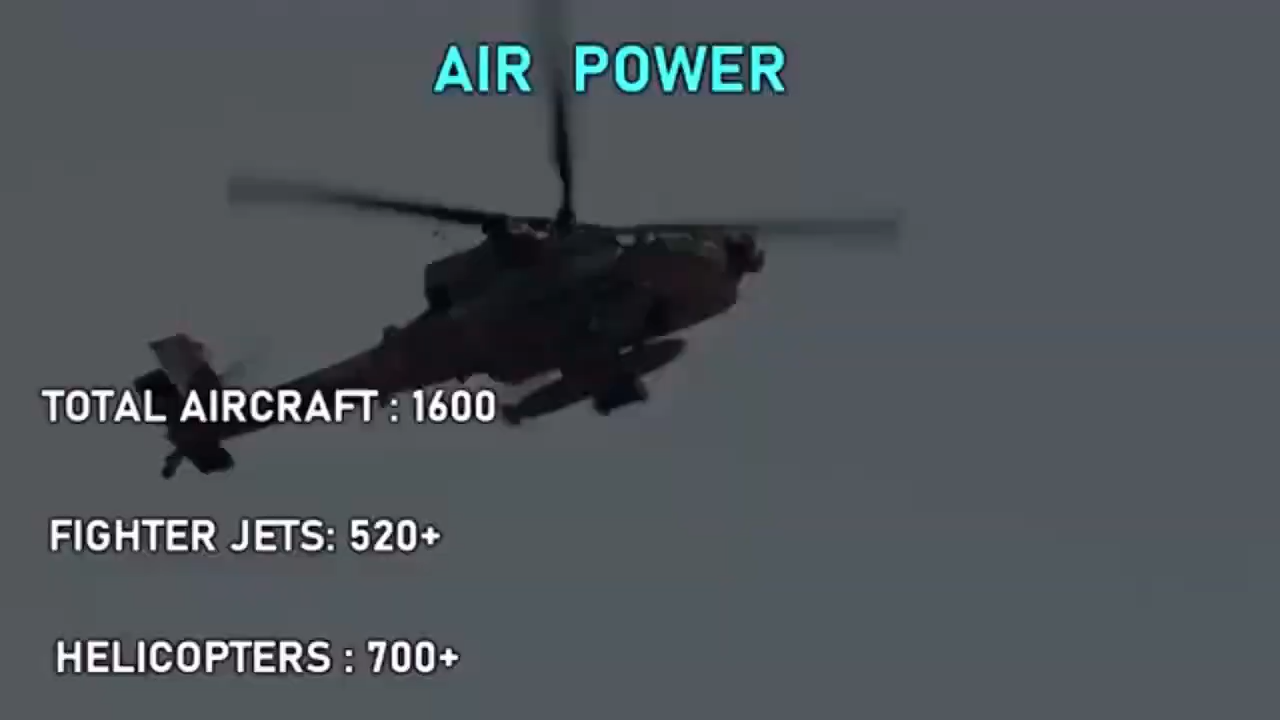 AIR POWER
TOTAL AIRCRAFT : 1600
FIGHTER JETS: 520+
HELICOPTERS : 700+